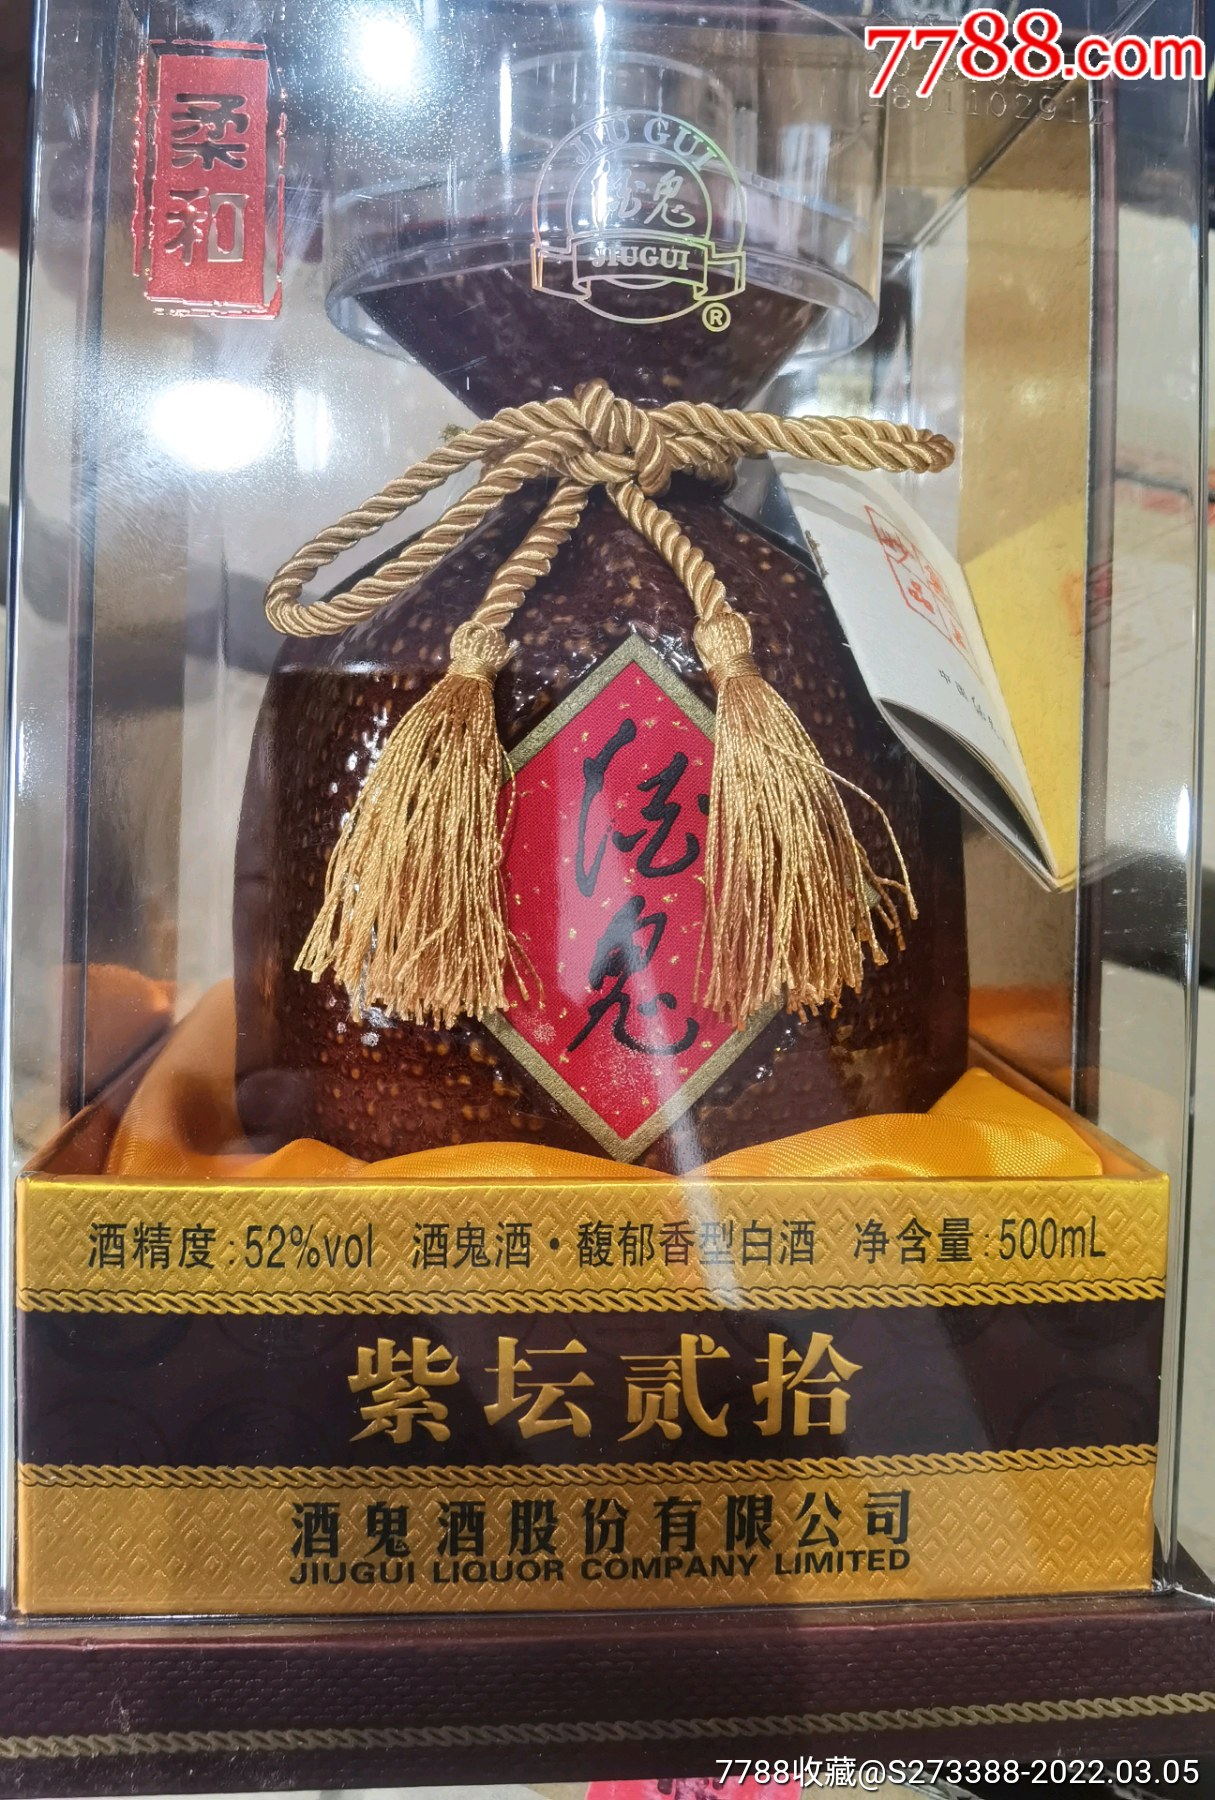 7788.com
柔和
JIU GUI
酒鬼
JIUGUI
®
酒鬼
酒精度:52%vol 酒鬼酒·馥郁香型白酒 净含量:500mL
紫坛贰拾
酒鬼酒股份有限公司
JIUGUI LIQUOR COMPANY LIMITED
7788收藏@S273388-2022.03.05